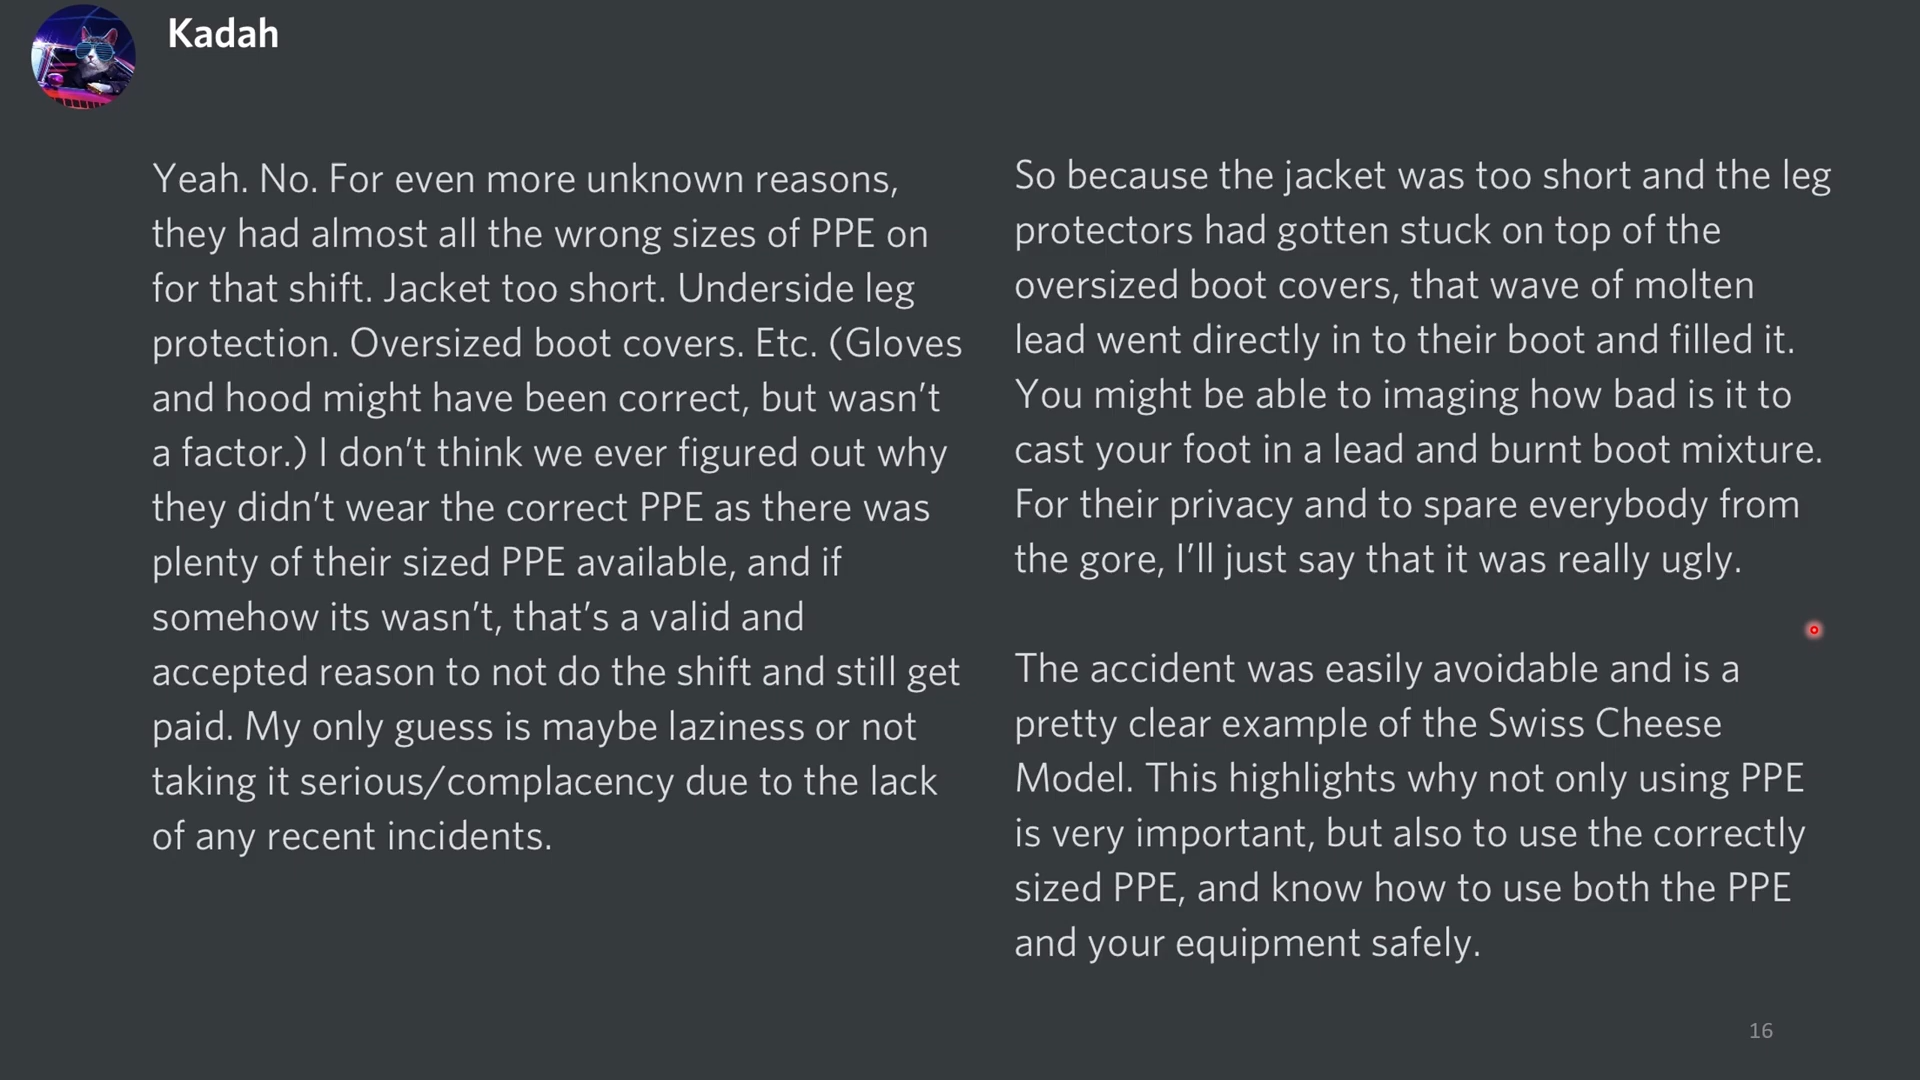 Kadah
Yeah. No. For even more unknown reasons,
they had almost all the wrong sizes of PPE on
for that shift. Jacket too short. Underside leg
protection. Oversized boot covers. Etc. (Gloves
and hood might have been correct, but wasn’t
a factor.) I don’t think we ever figured out why
they didn’t wear the correct PPE as there was
plenty of their sized PPE available, and if
somehow its wasn’t, that’s a valid and
accepted reason to not do the shift and still get
paid. My only guess is maybe laziness or not
taking it serious/complacency due to the lack
of any recent incidents.
So because the jacket was too short and the leg
protectors had gotten stuck on top of the
oversized boot covers, that wave of molten
lead went directly in to their boot and filled it.
You might be able to imaging how bad is it to
cast your foot in a lead and burnt boot mixture.
For their privacy and to spare everybody from
the gore, I’ll just say that it was really ugly.
The accident was easily avoidable and is a
pretty clear example of the Swiss Cheese
Model. This highlights why not only using PPE
is very important, but also to use the correctly
sized PPE, and know how to use both the PPE
and your equipment safely.
16